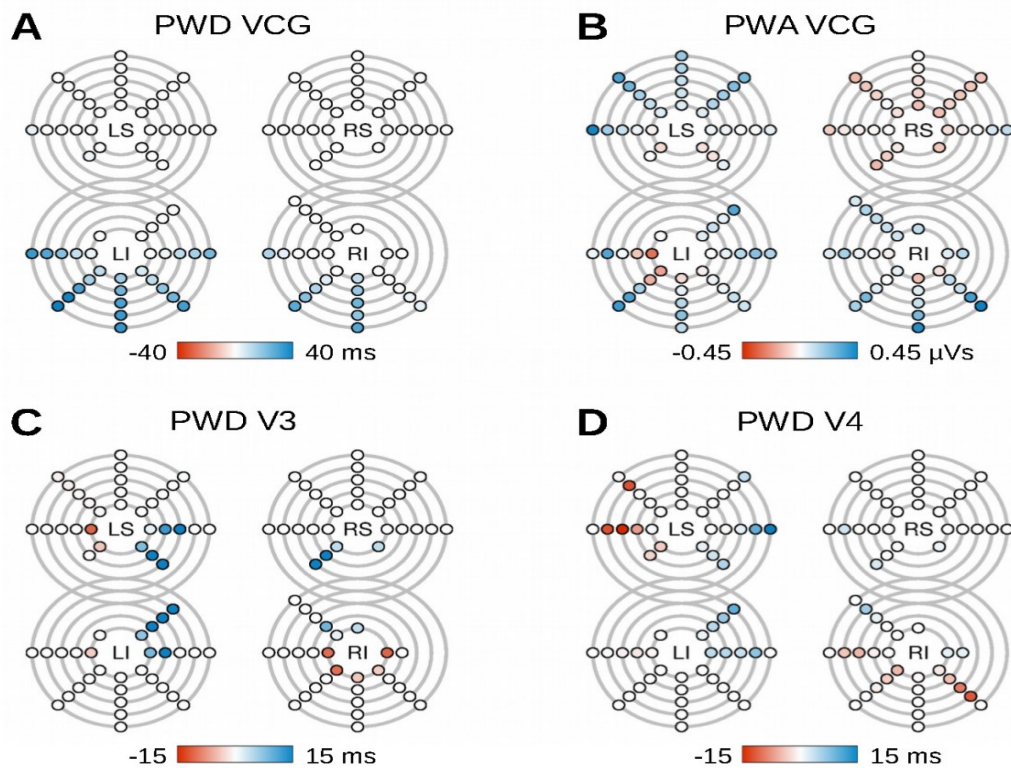 A PWD VCG
LS RS
LI RI
-40 40 ms
B PWA VCG
LS RS
LI RI
-0.45 0.45 µVs
C PWD V3
LS RS
LI RI
-15 15 ms
D PWD V4
LS RS
LI RI
-15 15 ms